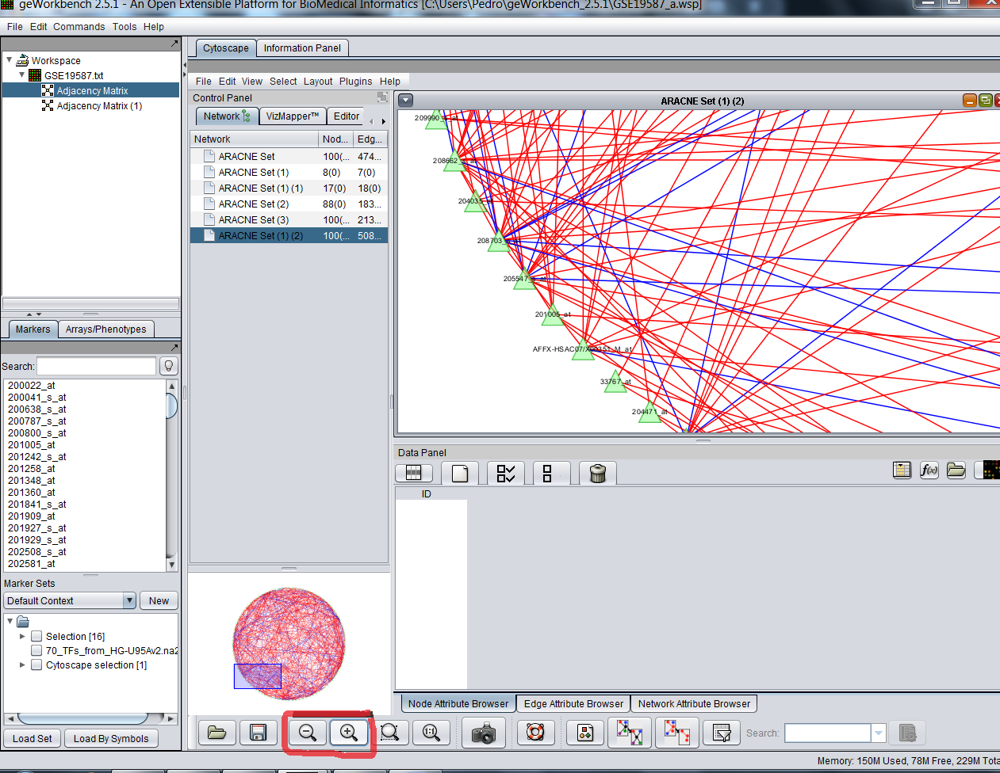 geWorkbench 2.5.1 - An Open Extensible Platform for BioMedical Informatics [C:\Users\Pedro\geWorkbench_2.5.1\GSE19587_a.wsp]
File Edit Commands Tools Help
Workspace
GSE19587.txt
Adjacency Matrix
Adjacency Matrix (1)
Cytoscape Information Panel
File Edit View Select Layout Plugins Help
Control Panel
Network VizMapper™ Editor
Network Nod... Edg...
ARACNE Set 100(... 474...
ARACNE Set (1) 8(0) 7(0)
ARACNE Set (1) (1) 17(0) 18(0)
ARACNE Set (2) 88(0) 183...
ARACNE Set (3) 100(... 213...
ARACNE Set (1) (2) 100(... 508...
ARACNE Set (1) (2)
209990_s_at
208662_s_at
204035_at
208703_s_at
205547_s_at
201005_at
AFFX-HSAC07/X00351_M_at
33767_at
204471_at
Markers Arrays/Phenotypes
Search:
200022_at
200041_s_at
200638_s_at
200787_s_at
200800_s_at
201005_at
201242_s_at
201258_at
201348_at
201360_at
201841_s_at
201909_at
201927_s_at
201929_s_at
202508_s_at
202581_at
Marker Sets
Default Context New
Selection [16]
70_TFs_from_HG-U95Av2.na2
Cytoscape selection [1]
Load Set Load By Symbols
Data Panel
f(x)
ID
Node Attribute Browser Edge Attribute Browser Network Attribute Browser
1:1
Search:
Memory: 150M Used, 78M Free, 229M Tota